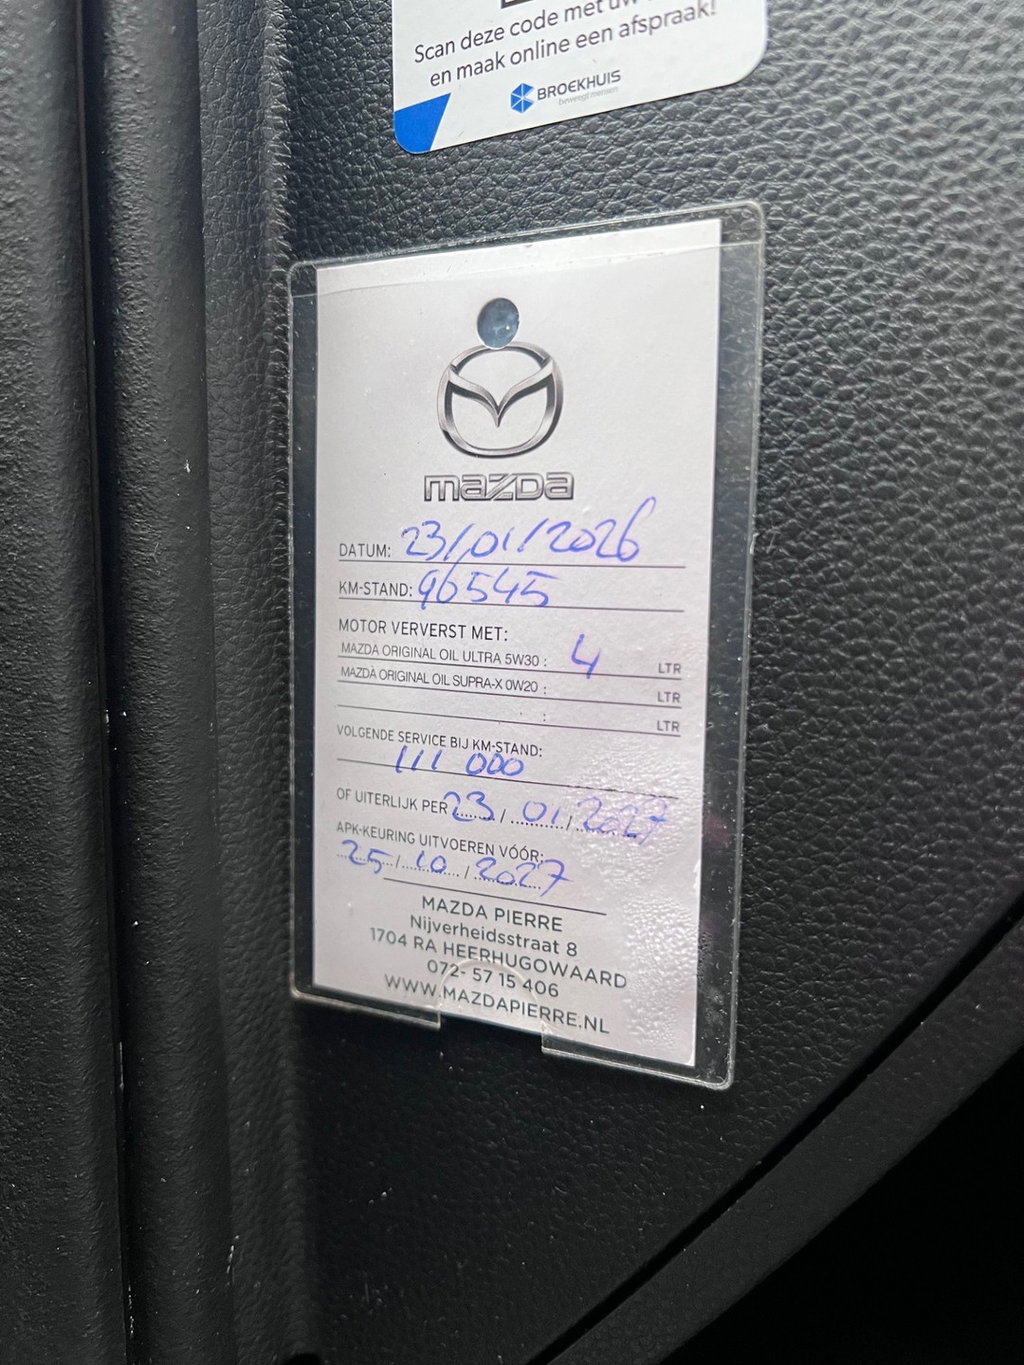 Scan deze code met uw
en maak online een afspraak!
BROEKHUIS
beweegt mensen
mazda
DATUM: 23/01/2026
KM-STAND: 96545
MOTOR VERVERST MET:
MAZDA ORIGINAL OIL ULTRA 5W30 : 4 LTR
MAZDA ORIGINAL OIL SUPRA-X 0W20 : LTR
: LTR
VOLGENDE SERVICE BIJ KM-STAND:
111 000
OF UITERLIJK PER 23/01/2027
APK-KEURING UITVOEREN VÓÓR:
25/10/2027
MAZDA PIERRE
Nijverheidsstraat 8
1704 RA HEERHUGOWAARD
072- 57 15 406
WWW.MAZDAPIERRE.NL